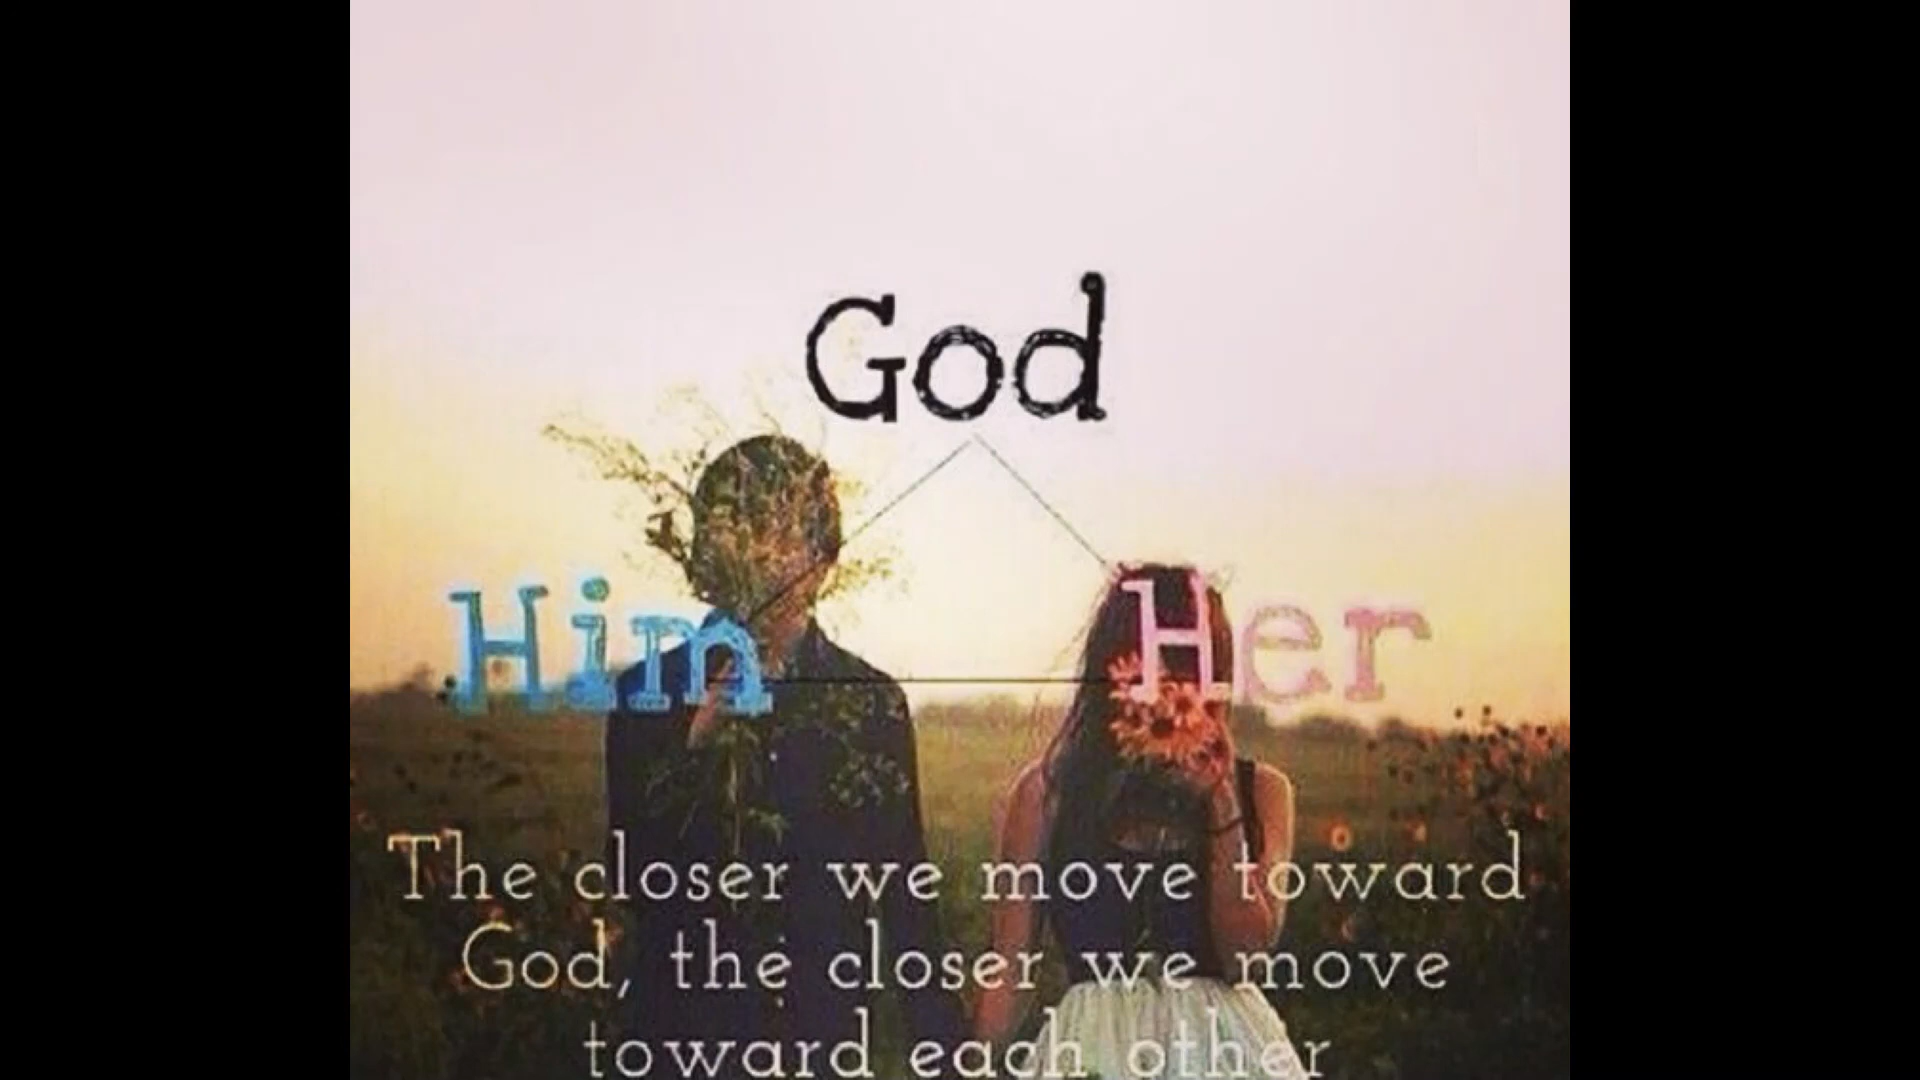 God
Him Her
The closer we move toward
God, the closer we move
toward each other